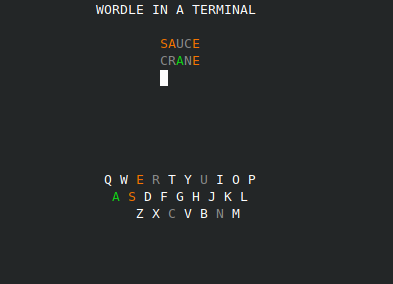 WORDLE IN A TERMINAL
SAUCE
CRANE
Q W E R T Y U I O P
A S D F G H J K L
Z X C V B N M